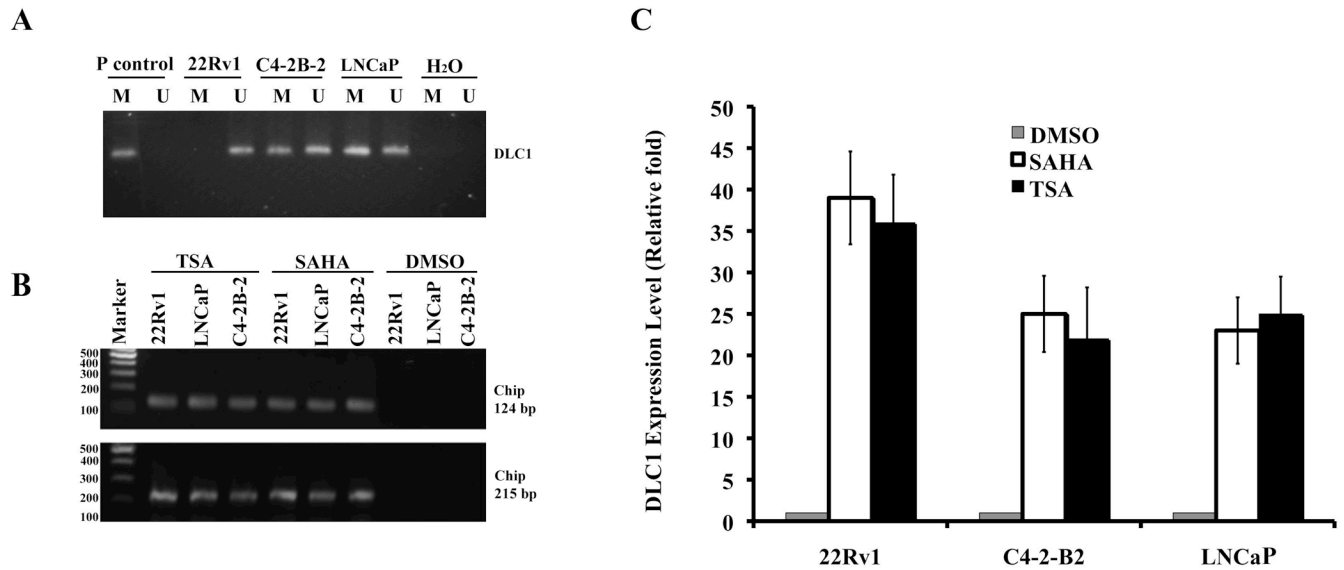 A
P control 22Rv1 C4-2B-2 LNCaP H2O
M U M U M U M U M U
DLC1
B
TSA SAHA DMSO
Marker 22Rv1 LNCaP C4-2B-2 22Rv1 LNCaP C4-2B-2 22Rv1 LNCaP C4-2B-2
500
400
300
200
100
Chip
124 bp
500
400
300
200
100
Chip
215 bp
C
DLC1 Expression Level (Relative fold)
50
45
40
35
30
25
20
15
10
5
0
DMSO
SAHA
TSA
22Rv1 C4-2-B2 LNCaP